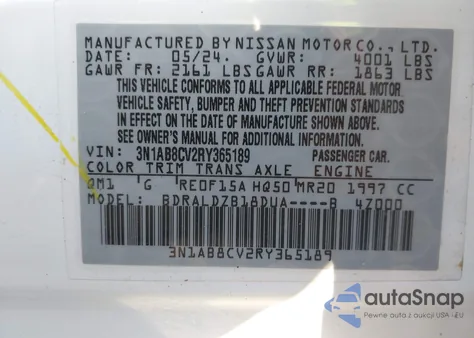 MANUFACTURED BY NISSAN MOTOR CO., LTD.
DATE: 05/24. GVWR: 4001 LBS
GAWR FR: 2161 LBS GAWR RR: 1863 LBS
THIS VEHICLE CONFORMS TO ALL APPLICABLE FEDERAL MOTOR
VEHICLE SAFETY, BUMPER AND THEFT PREVENTION STANDARDS
IN EFFECT ON THE DATE OF MANUFACTURE SHOWN ABOVE.
SEE OWNER'S MANUAL FOR ADDITIONAL INFORMATION
VIN: 3N1AB8CV2RY365189 PASSENGER CAR.
COLOR TRIM TRANS AXLE ENGINE
QM1 G RE0F15A HQ50 MR20 1997 CC
MODEL: BDRALDZB18DUA----B 4Z000
3N1AB8CV2RY365189
autoSnap
Pewne auta z aukcji USA i EU